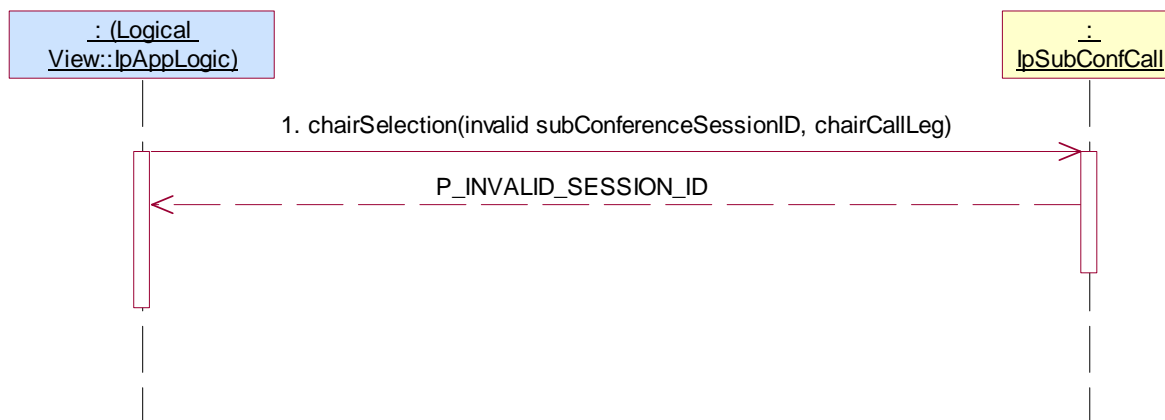 : (Logical
View::IpAppLogic)
:
IpSubConfCall
1. chairSelection(invalid subConferenceSessionID, chairCallLeg)
P_INVALID_SESSION_ID